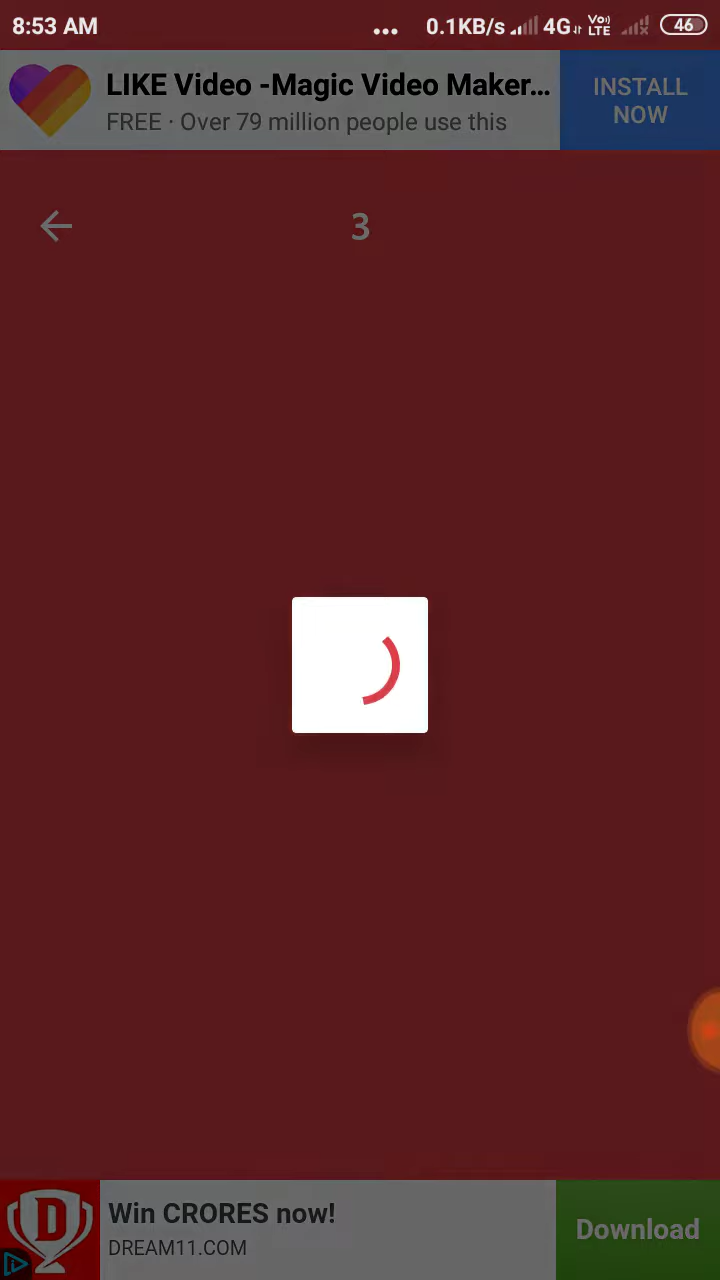 8:53 AM
... 0.1KB/s 4G Vo) LTE 46
LIKE Video -Magic Video Maker...
FREE · Over 79 million people use this
INSTALL
NOW
3
D
Win CRORES now!
DREAM11.COM
Download